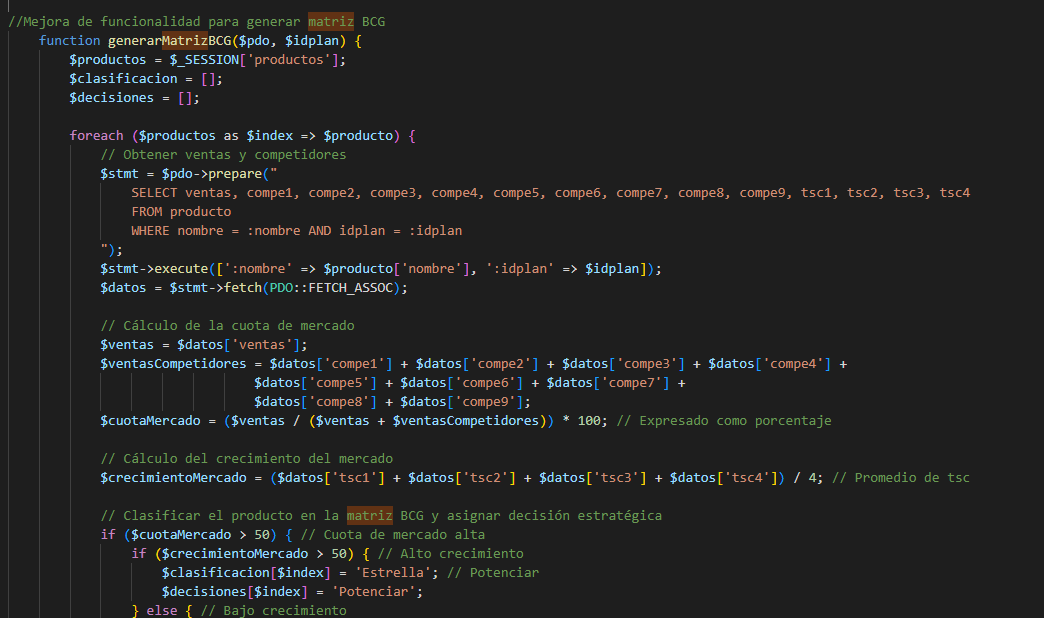 //Mejora de funcionalidad para generar matriz BCG
function generarMatrizBCG($pdo, $idplan) {
$productos = $_SESSION['productos'];
$clasificacion = [];
$decisiones = [];
foreach ($productos as $index => $producto) {
// Obtener ventas y competidores
$stmt = $pdo->prepare("
SELECT ventas, compe1, compe2, compe3, compe4, compe5, compe6, compe7, compe8, compe9, tsc1, tsc2, tsc3, tsc4
FROM producto
WHERE nombre = :nombre AND idplan = :idplan
");
$stmt->execute([':nombre' => $producto['nombre'], ':idplan' => $idplan]);
$datos = $stmt->fetch(PDO::FETCH_ASSOC);
// Cálculo de la cuota de mercado
$ventas = $datos['ventas'];
$ventasCompetidores = $datos['compe1'] + $datos['compe2'] + $datos['compe3'] + $datos['compe4'] +
$datos['compe5'] + $datos['compe6'] + $datos['compe7'] +
$datos['compe8'] + $datos['compe9'];
$cuotaMercado = ($ventas / ($ventas + $ventasCompetidores)) * 100; // Expresado como porcentaje
// Cálculo del crecimiento del mercado
$crecimientoMercado = ($datos['tsc1'] + $datos['tsc2'] + $datos['tsc3'] + $datos['tsc4']) / 4; // Promedio de tsc
// Clasificar el producto en la matriz BCG y asignar decisión estratégica
if ($cuotaMercado > 50) { // Cuota de mercado alta
if ($crecimientoMercado > 50) { // Alto crecimiento
$clasificacion[$index] = 'Estrella'; // Potenciar
$decisiones[$index] = 'Potenciar';
} else { // Bajo crecimiento